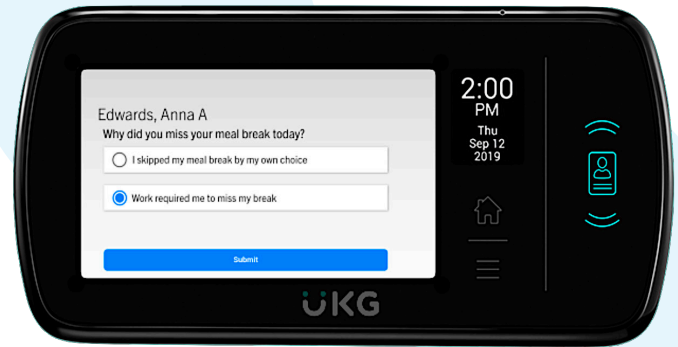 Edwards, Anna A
Why did you miss your meal break today?
I skipped my meal break by my own choice
Work required me to miss my break
Submit
2:00
PM
Thu
Sep 12
2019
UKG